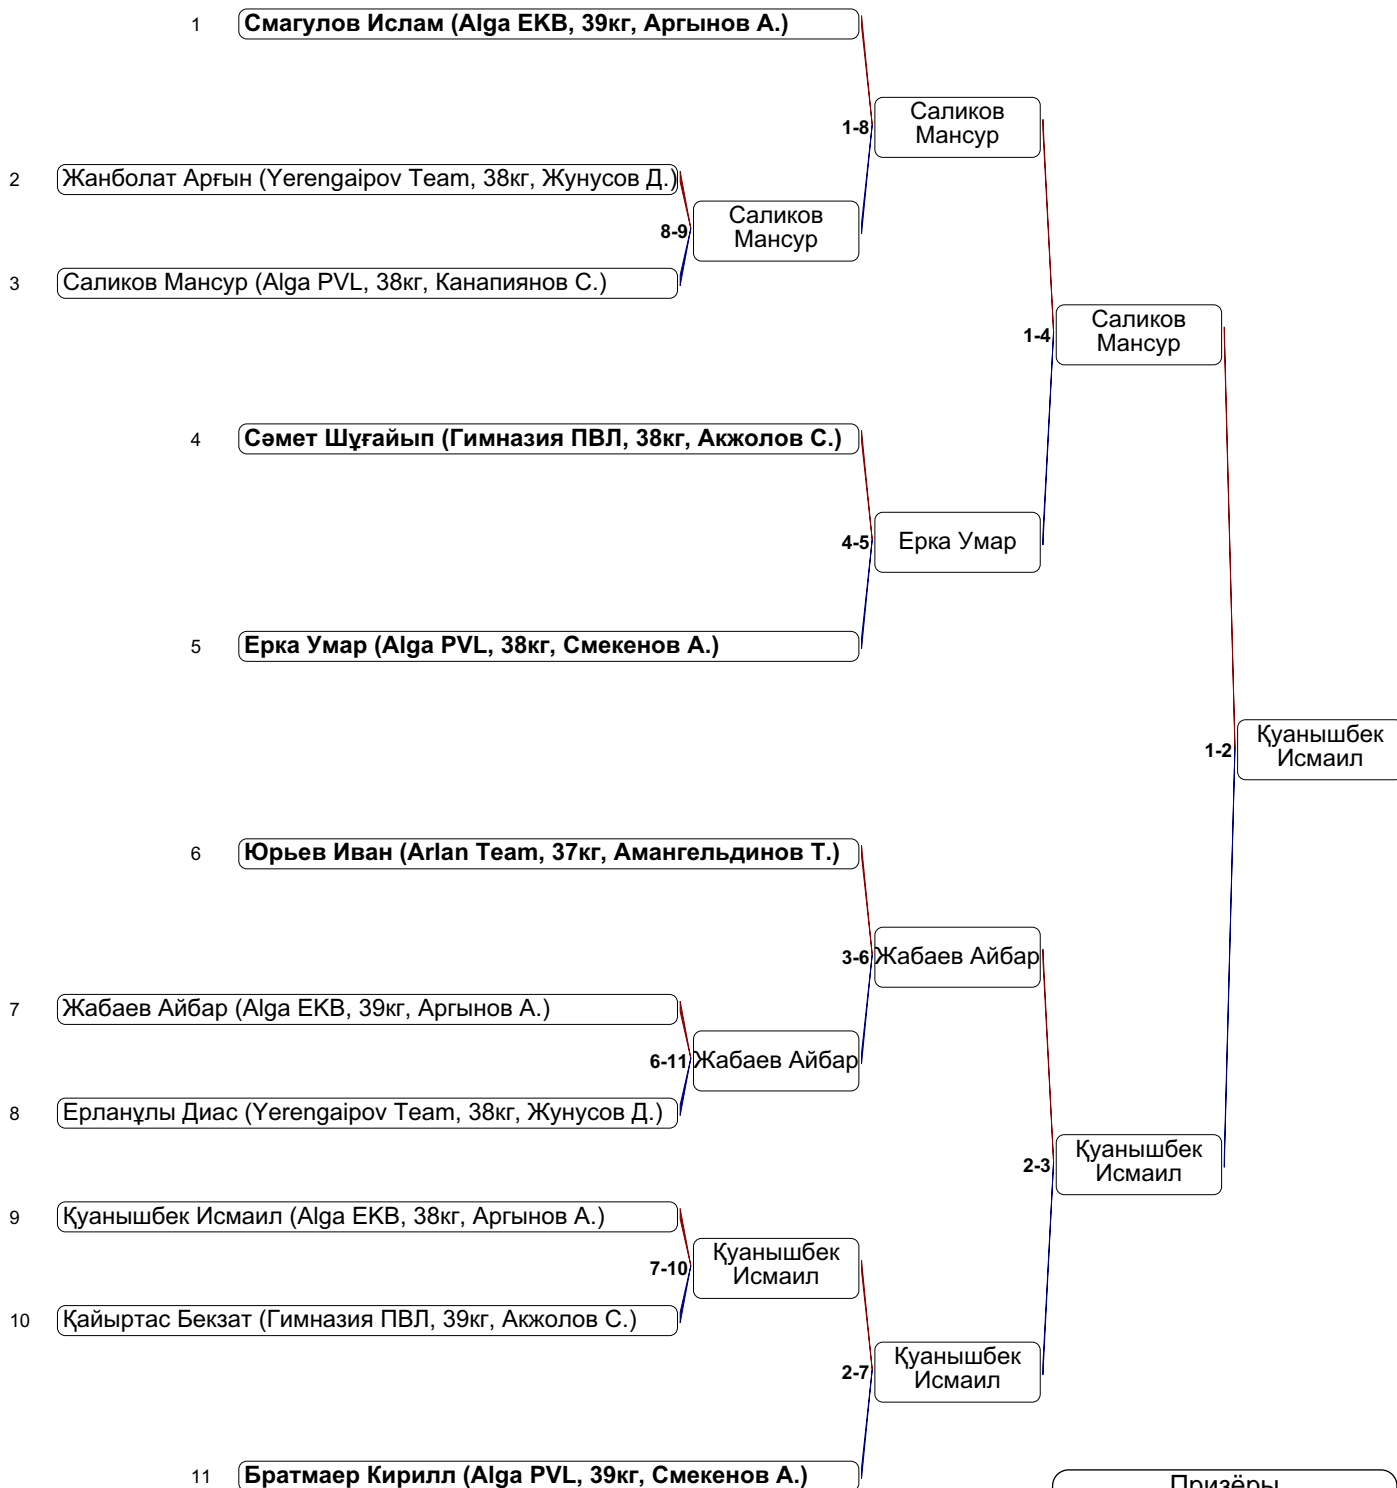 1 Смагулов Ислам (Alga EKB, 39кг, Аргынов А.)
Саликов
Мансур
1-8
2 Жанболат Арғын (Yerengaipov Team, 38кг, Жунусов Д.)
Саликов
Мансур
8-9
3 Саликов Мансур (Alga PVL, 38кг, Канапиянов С.)
Саликов
Мансур
1-4
4 Сәмет Шұғайып (Гимназия ПВЛ, 38кг, Акжолов С.)
4-5 Ерка Умар
5 Ерка Умар (Alga PVL, 38кг, Смекенов А.)
Қуанышбек
Исмаил
1-2
6 Юрьев Иван (Arlan Team, 37кг, Амангельдинов Т.)
3-6 Жабаев Айбар
7 Жабаев Айбар (Alga EKB, 39кг, Аргынов А.)
6-11 Жабаев Айбар
8 Ерланұлы Диас (Yerengaipov Team, 38кг, Жунусов Д.)
Қуанышбек
Исмаил
2-3
9 Қуанышбек Исмаил (Alga EKB, 38кг, Аргынов А.)
Қуанышбек
Исмаил
7-10
10 Қайыртас Бекзат (Гимназия ПВЛ, 39кг, Акжолов С.)
Қуанышбек
Исмаил
2-7
11 Братмаер Кирилл (Alga PVL, 39кг, Смекенов А.)
Призёры